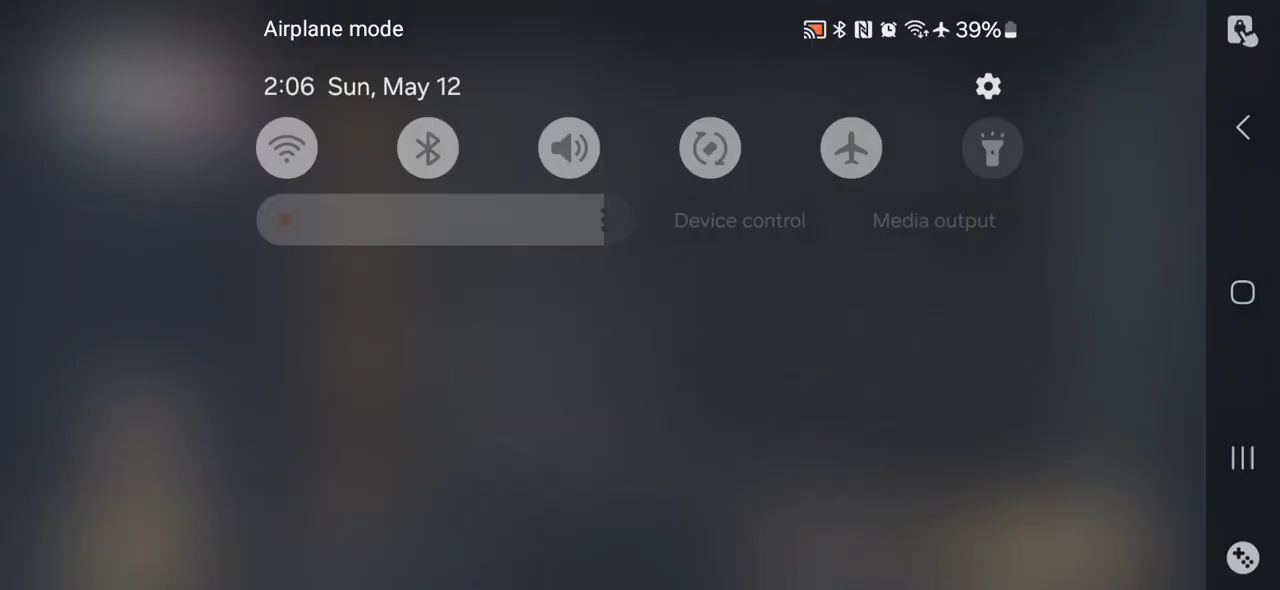 Airplane mode
39%
2:06 Sun, May 12
Device control
Media output